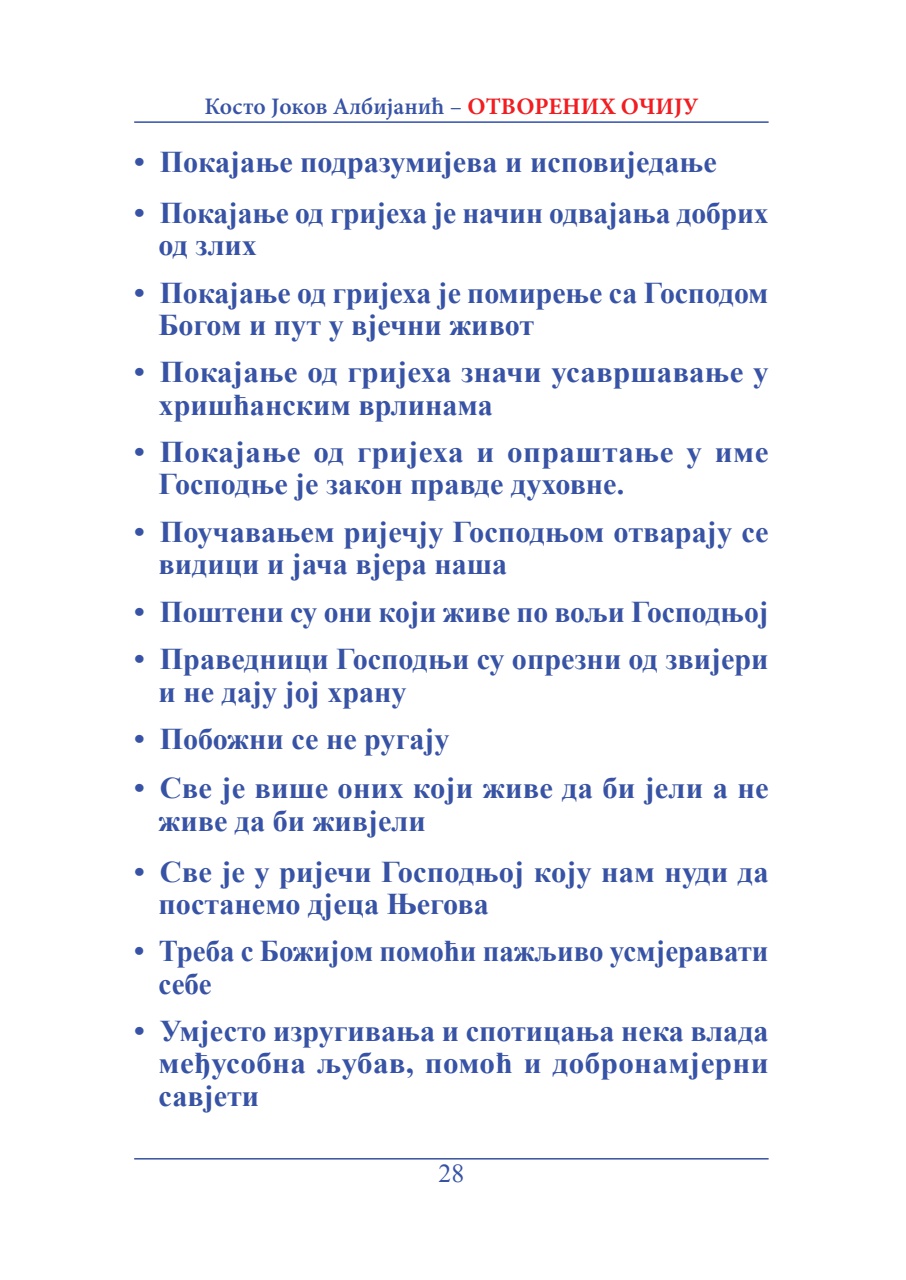 Косто Јоков Албијанић – ОТВОРЕНИХ ОЧИЈУ
• Покајање подразумијева и исповиједање
• Покајање од гријеха је начин одвајања добрих
од злих
• Покајање од гријеха је помирење са Господом
Богом и пут у вјечни живот
• Покајање од гријеха значи усавршавање у
хришћанским врлинама
• Покајање од гријеха и опраштање у име
Господње је закон правде духовне.
• Поучавањем ријечју Господњом отварају се
видици и јача вјера наша
• Поштени су они који живе по вољи Господњој
• Праведници Господњи су опрезни од звијери
и не дају јој храну
• Побожни се не ругају
• Све је више оних који живе да би јели а не
живе да би живјели
• Све је у ријечи Господњој коју нам нуди да
постанемо дјеца Његова
• Треба с Божијом помоћи пажљиво усмјеравати
себе
• Умјесто изругивања и спотицања нека влада
међусобна љубав, помоћ и добронамјерни
савјети
28